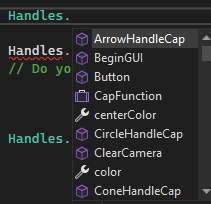 Handles.
ArrowHandleCap
Handles.
BeginGUI
// Do yo
Button
CapFunction
centerColor
Handles.
CircleHandleCap
ClearCamera
color
ConeHandleCap